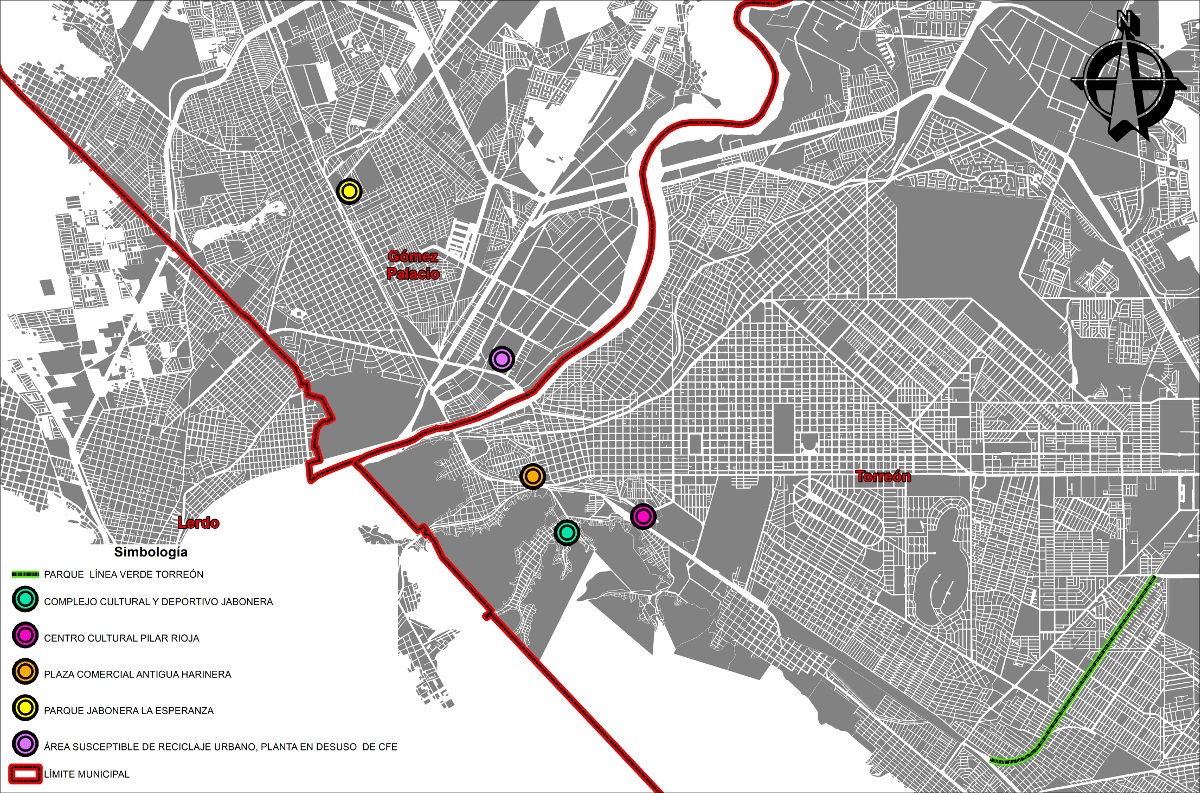 N
Gómez
Palacio
Torreón
Lerdo
Simbología
PARQUE LÍNEA VERDE TORREÓN
COMPLEJO CULTURAL Y DEPORTIVO JABONERA
CENTRO CULTURAL PILAR RIOJA
PLAZA COMERCIAL ANTIGUA HARINERA
PARQUE JABONERA LA ESPERANZA
ÁREA SUSCEPTIBLE DE RECICLAJE URBANO, PLANTA EN DESUSO DE CFE
LÍMITE MUNICIPAL